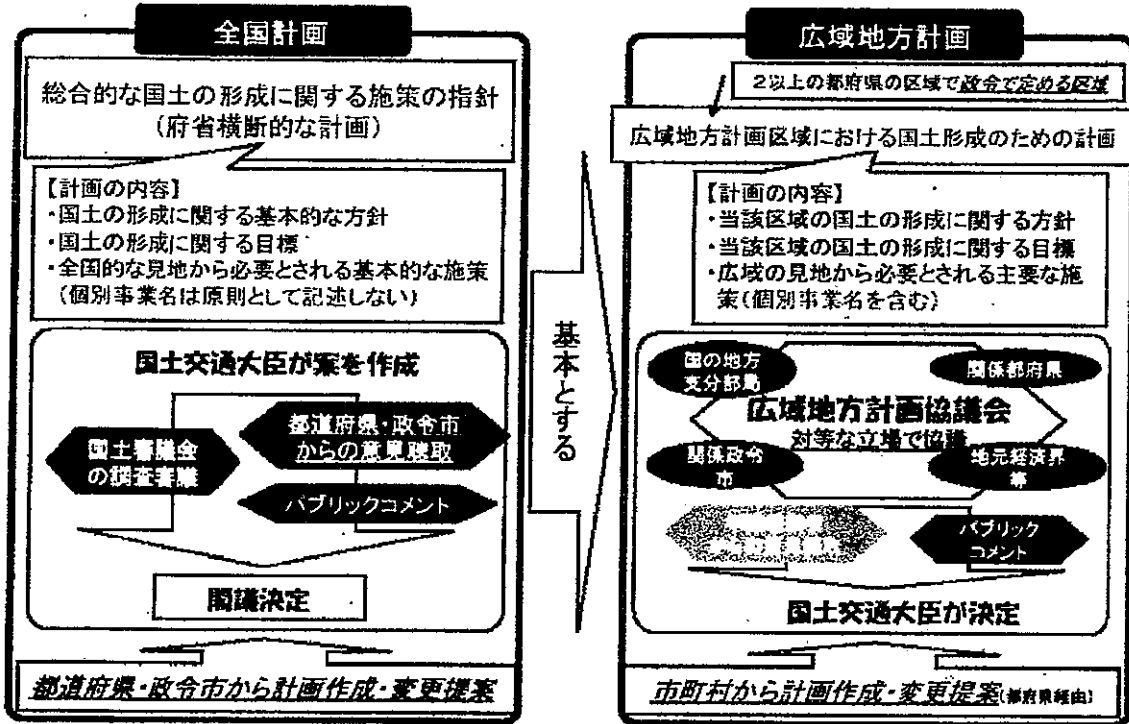 全国計画
総合的な国土の形成に関する施策の指針
(府省横断的な計画)
【計画の内容】
・国土の形成に関する基本的な方針
・国土の形成に関する目標
・全国的な見地から必要とされる基本的な施策
(個別事業名は原則として記述しない)
国土交通大臣が案を作成
国土審議会
の調査審議
都道府県・政令市
からの意見聴取
パブリックコメント
閣議決定
都道府県・政令市から計画作成・変更提案
基本とする
広域地方計画
2以上の都府県の区域で政令で定める区域
広域地方計画区域における国土形成のための計画
【計画の内容】
・当該区域の国土の形成に関する方針
・当該区域の国土の形成に関する目標
・広域の見地から必要とされる主要な施
策(個別事業名を含む)
国の地方
支分部局
関係都府県
広域地方計画協議会
対等な立場で協議
関係政令
市
地元経済界
等
パブリック
コメント
国土交通大臣が決定
市町村から計画作成・変更提案(都府県経由)